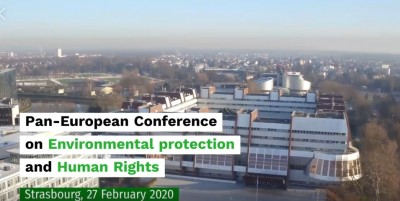 Pan-European Conference
on Environmental protection
and Human Rights
Strasbourg, 27 February 2020